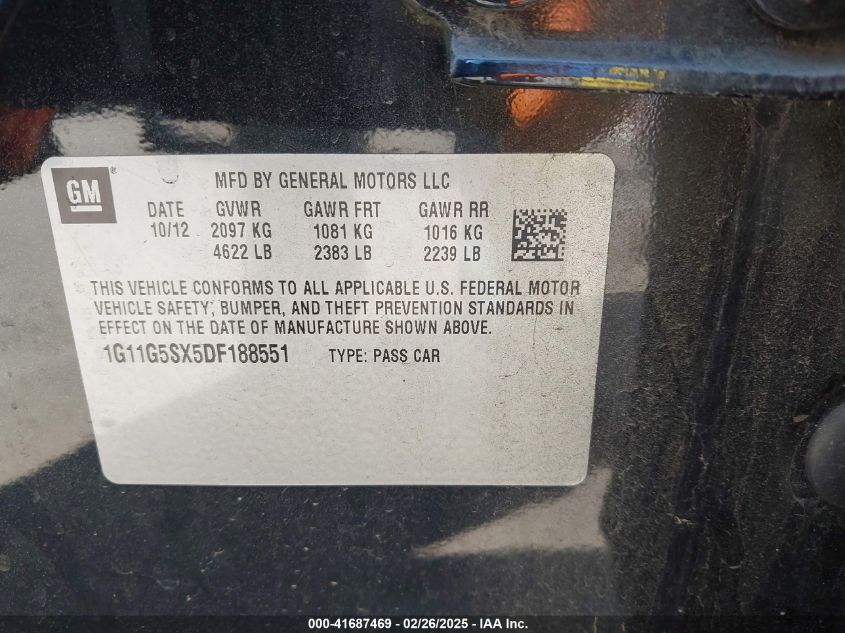 GM ®
MFD BY GENERAL MOTORS LLC
DATE GVWR GAWR FRT GAWR RR
10/12 2097 KG 1081 KG 1016 KG
4622 LB 2383 LB 2239 LB
THIS VEHICLE CONFORMS TO ALL APPLICABLE U.S. FEDERAL MOTOR
VEHICLE SAFETY, BUMPER, AND THEFT PREVENTION STANDARDS IN
EFFECT ON THE DATE OF MANUFACTURE SHOWN ABOVE.
1G11G5SX5DF188551 TYPE: PASS CAR
000-41687469 - 02/26/2025 - IAA Inc.